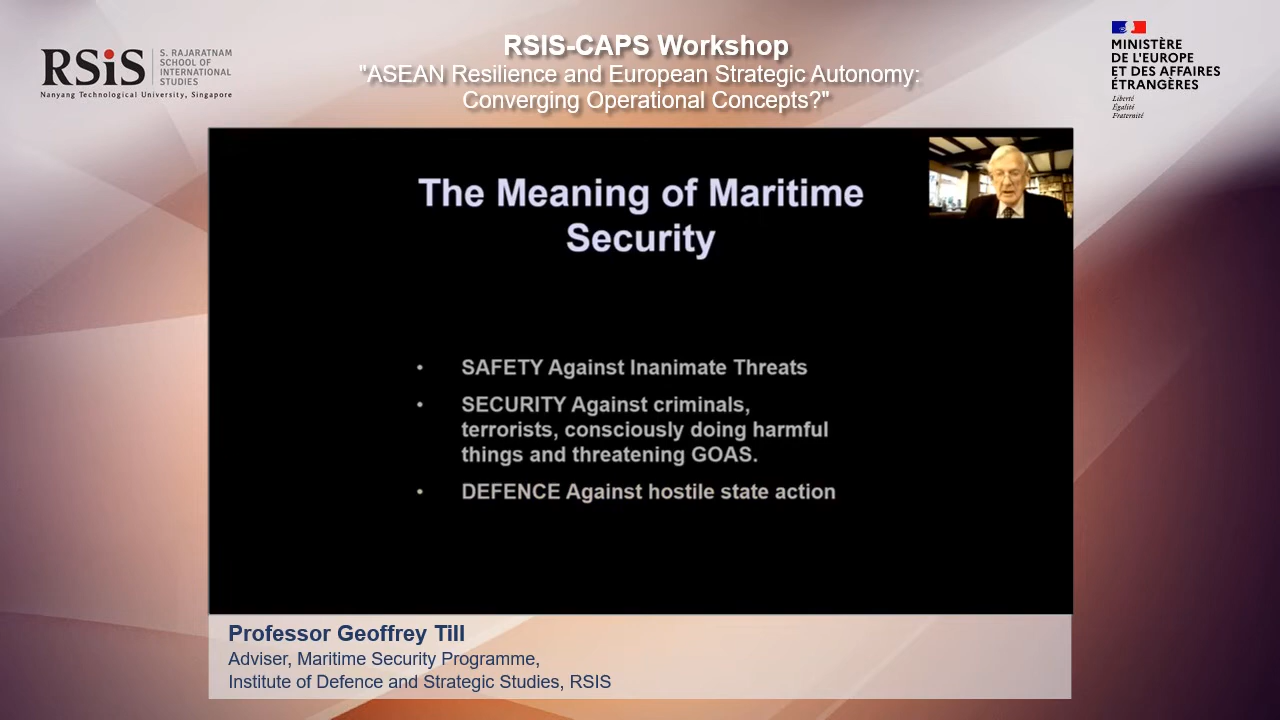 RSiS
S. RAJARATNAM
SCHOOL OF
INTERNATIONAL
STUDIES
Nanyang Technological University, Singapore
RSIS-CAPS Workshop
"ASEAN Resilience and European Strategic Autonomy:
Converging Operational Concepts?"
MINISTÈRE
DE L'EUROPE
ET DES AFFAIRES
ÉTRANGÈRES
Liberté
Égalité
Fraternité
The Meaning of Maritime
Security
• SAFETY Against Inanimate Threats
• SECURITY Against criminals,
terrorists, consciously doing harmful
things and threatening GOAS.
• DEFENCE Against hostile state action
Professor Geoffrey Till
Adviser, Maritime Security Programme,
Institute of Defence and Strategic Studies, RSIS